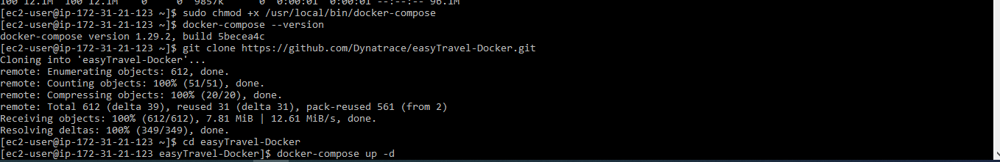 100 12.1M 100 12.1M 0 0 9857k 0 0:00:01 0:00:01 --:--:-- 96.1M
[ec2-user@ip-172-31-21-123 ~]$ sudo chmod +x /usr/local/bin/docker-compose
[ec2-user@ip-172-31-21-123 ~]$ docker-compose --version
docker-compose version 1.29.2, build 5becea4c
[ec2-user@ip-172-31-21-123 ~]$ git clone https://github.com/Dynatrace/easyTravel-Docker.git
Cloning into 'easyTravel-Docker'...
remote: Enumerating objects: 612, done.
remote: Counting objects: 100% (51/51), done.
remote: Compressing objects: 100% (20/20), done.
remote: Total 612 (delta 39), reused 31 (delta 31), pack-reused 561 (from 2)
Receiving objects: 100% (612/612), 7.81 MiB | 12.61 MiB/s, done.
Resolving deltas: 100% (349/349), done.
[ec2-user@ip-172-31-21-123 ~]$ cd easyTravel-Docker
[ec2-user@ip-172-31-21-123 easyTravel-Docker]$ docker-compose up -d